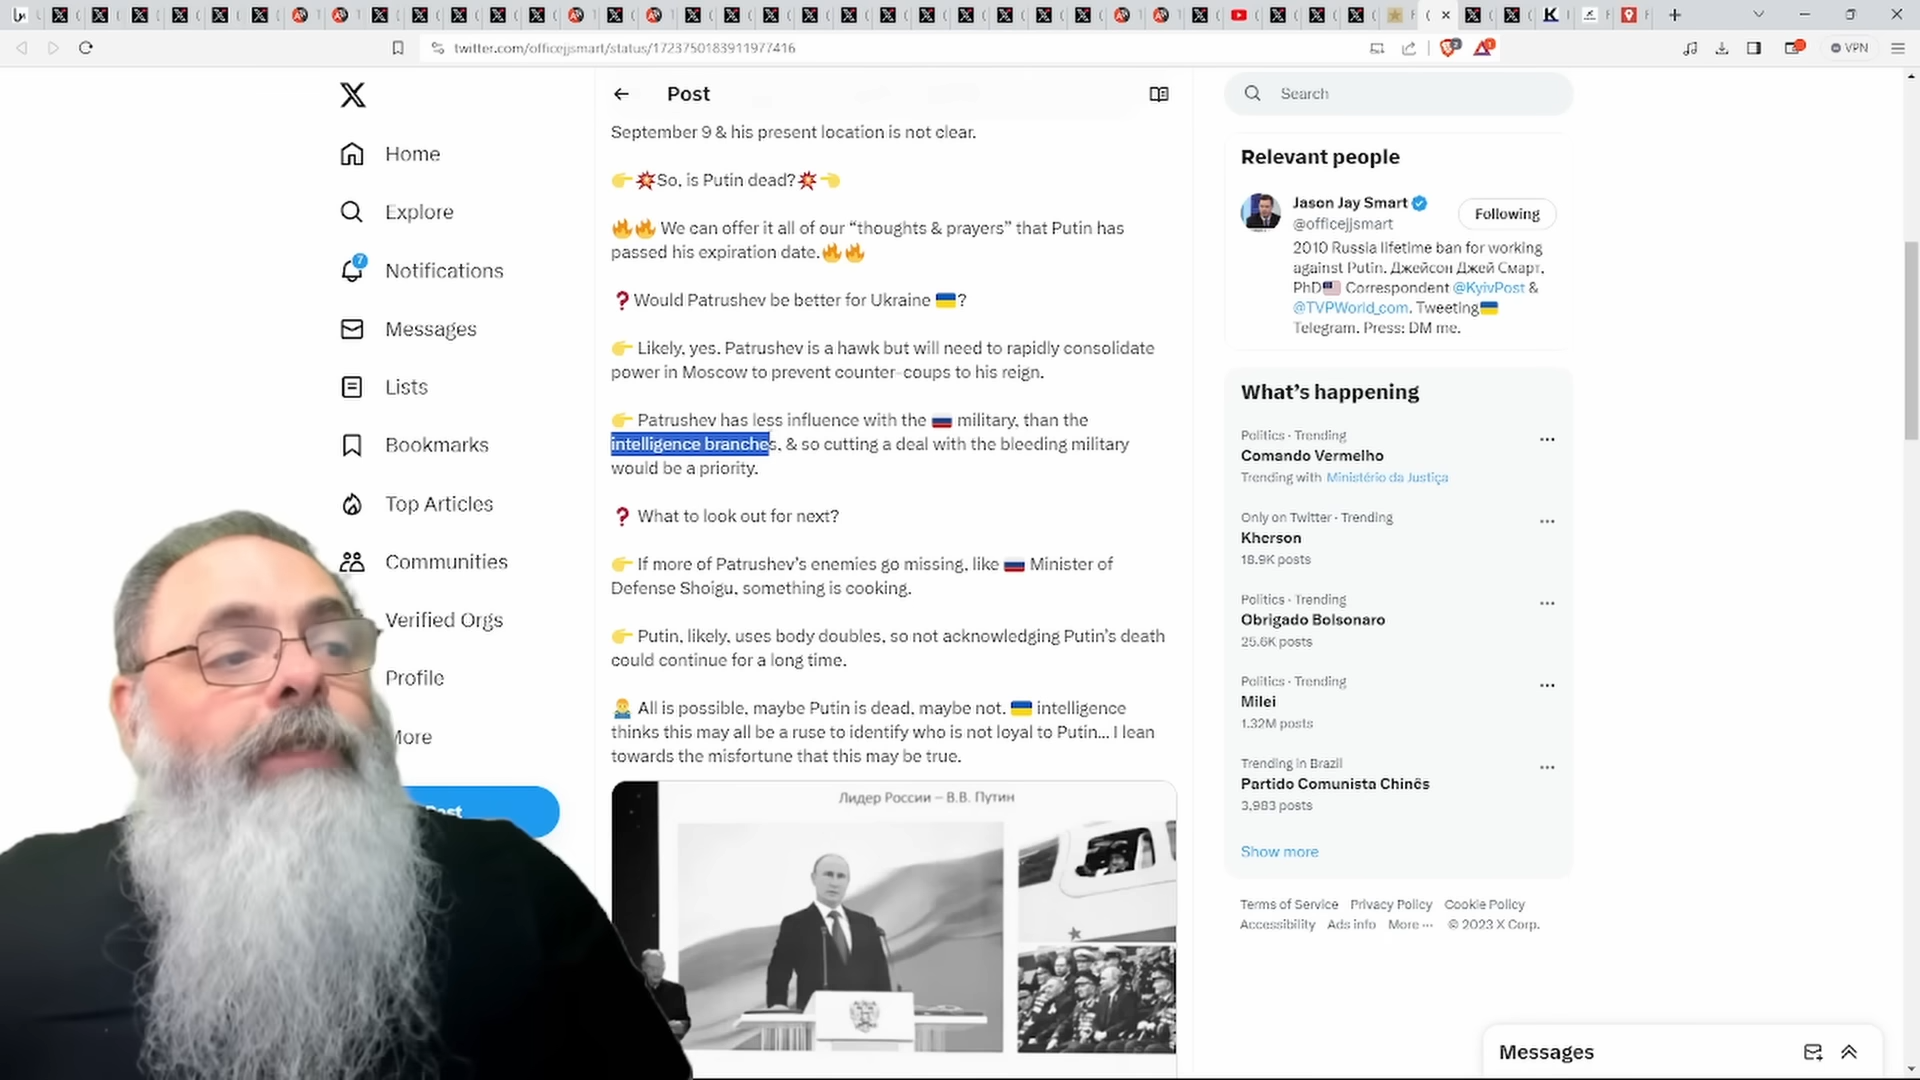 twitter.com/officejjsmart/status/1723750183911977416
VPN
Home
Explore
7
Notifications
Messages
Lists
Bookmarks
Top Articles
Communities
Verified Orgs
Profile
More
Post
Post
September 9 & his present location is not clear.
👉💥So, is Putin dead?💥👈
🔥🔥 We can offer it all of our “thoughts & prayers” that Putin has
passed his expiration date.🔥🔥
❓Would Patrushev be better for Ukraine 🇺🇦?
👉 Likely, yes. Patrushev is a hawk but will need to rapidly consolidate
power in Moscow to prevent counter-coups to his reign.
👉 Patrushev has less influence with the 🇷🇺 military, than the
intelligence branches, & so cutting a deal with the bleeding military
would be a priority.
❓ What to look out for next?
👉 If more of Patrushev’s enemies go missing, like 🇷🇺 Minister of
Defense Shoigu, something is cooking.
👉 Putin, likely, uses body doubles, so not acknowledging Putin’s death
could continue for a long time.
🤷‍♂️ All is possible, maybe Putin is dead, maybe not. 🇺🇦 intelligence
thinks this may all be a ruse to identify who is not loyal to Putin... I lean
towards the misfortune that this may be true.
Лидер России – В.В. Путин
Search
Relevant people
Jason Jay Smart
@officejjsmart
Following
2010 Russia lifetime ban for working
against Putin. Джейсон Джей Смарт,
PhD🇺🇸 Correspondent @KyivPost &
@TVPWorld_com. Tweeting🇺🇦
Telegram. Press: DM me.
What’s happening
Politics · Trending
Comando Vermelho
Trending with Ministério da Justiça
Only on Twitter · Trending
Kherson
18.9K posts
Politics · Trending
Obrigado Bolsonaro
25.6K posts
Politics · Trending
Milei
1.32M posts
Trending in Brazil
Partido Comunista Chinês
3,983 posts
Show more
Terms of Service Privacy Policy Cookie Policy
Accessibility Ads info More ··· © 2023 X Corp.
Messages